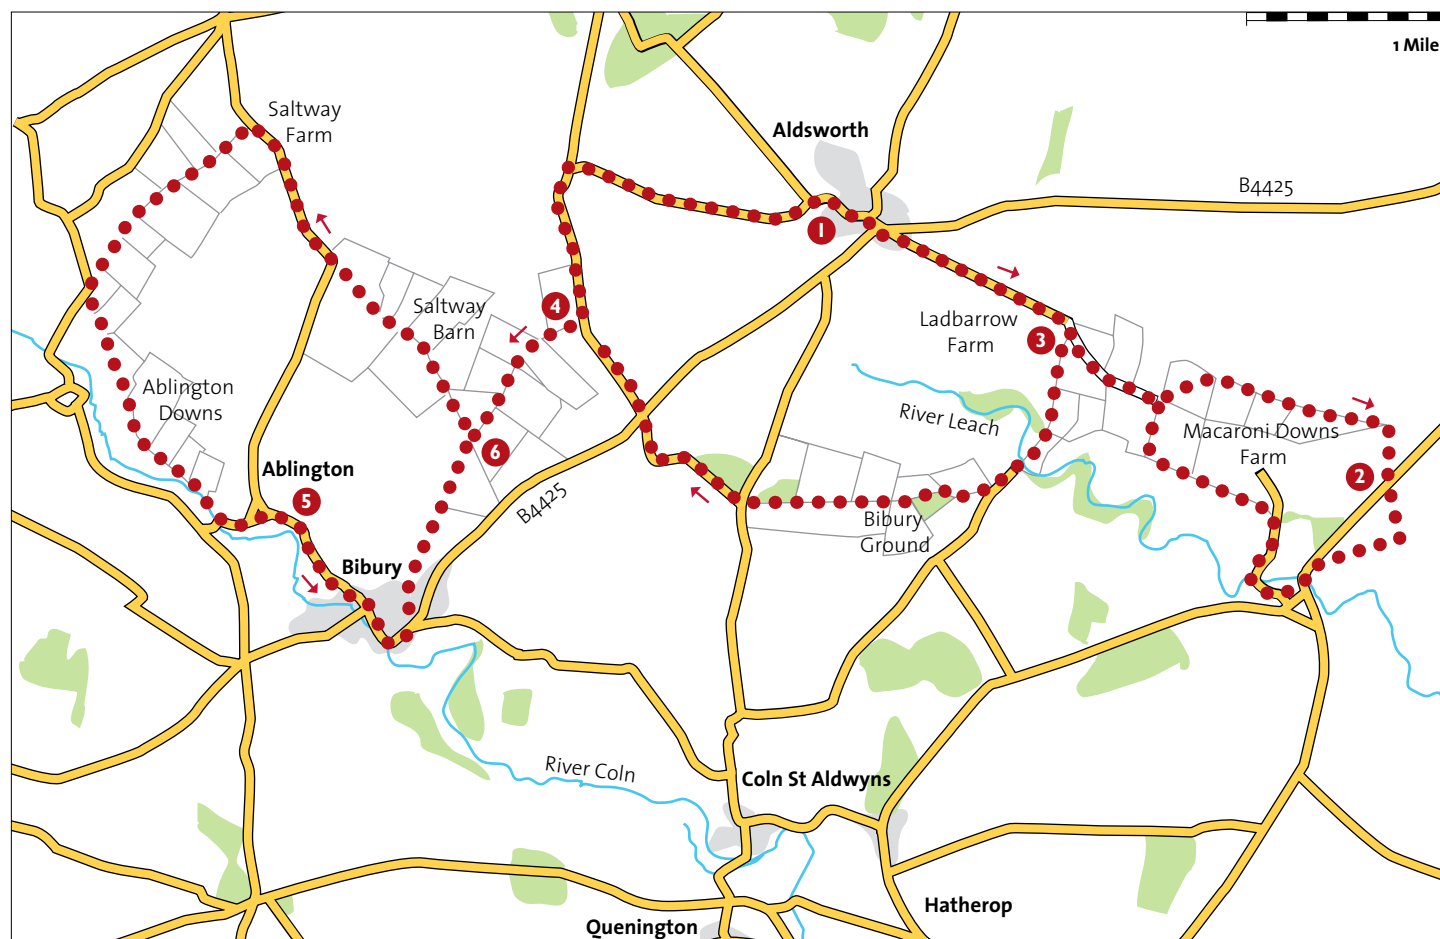 1 Mile
Saltway
Farm
Aldsworth
B4425
1
Saltway
Barn
4
Ladbarrow
Farm
3
Ablington
Downs
River Leach
Macaroni Downs
Farm
2
6
Ablington
5
B4425
Bibury
Ground
Bibury
River Coln
Coln St Aldwyns
Hatherop
Quenington